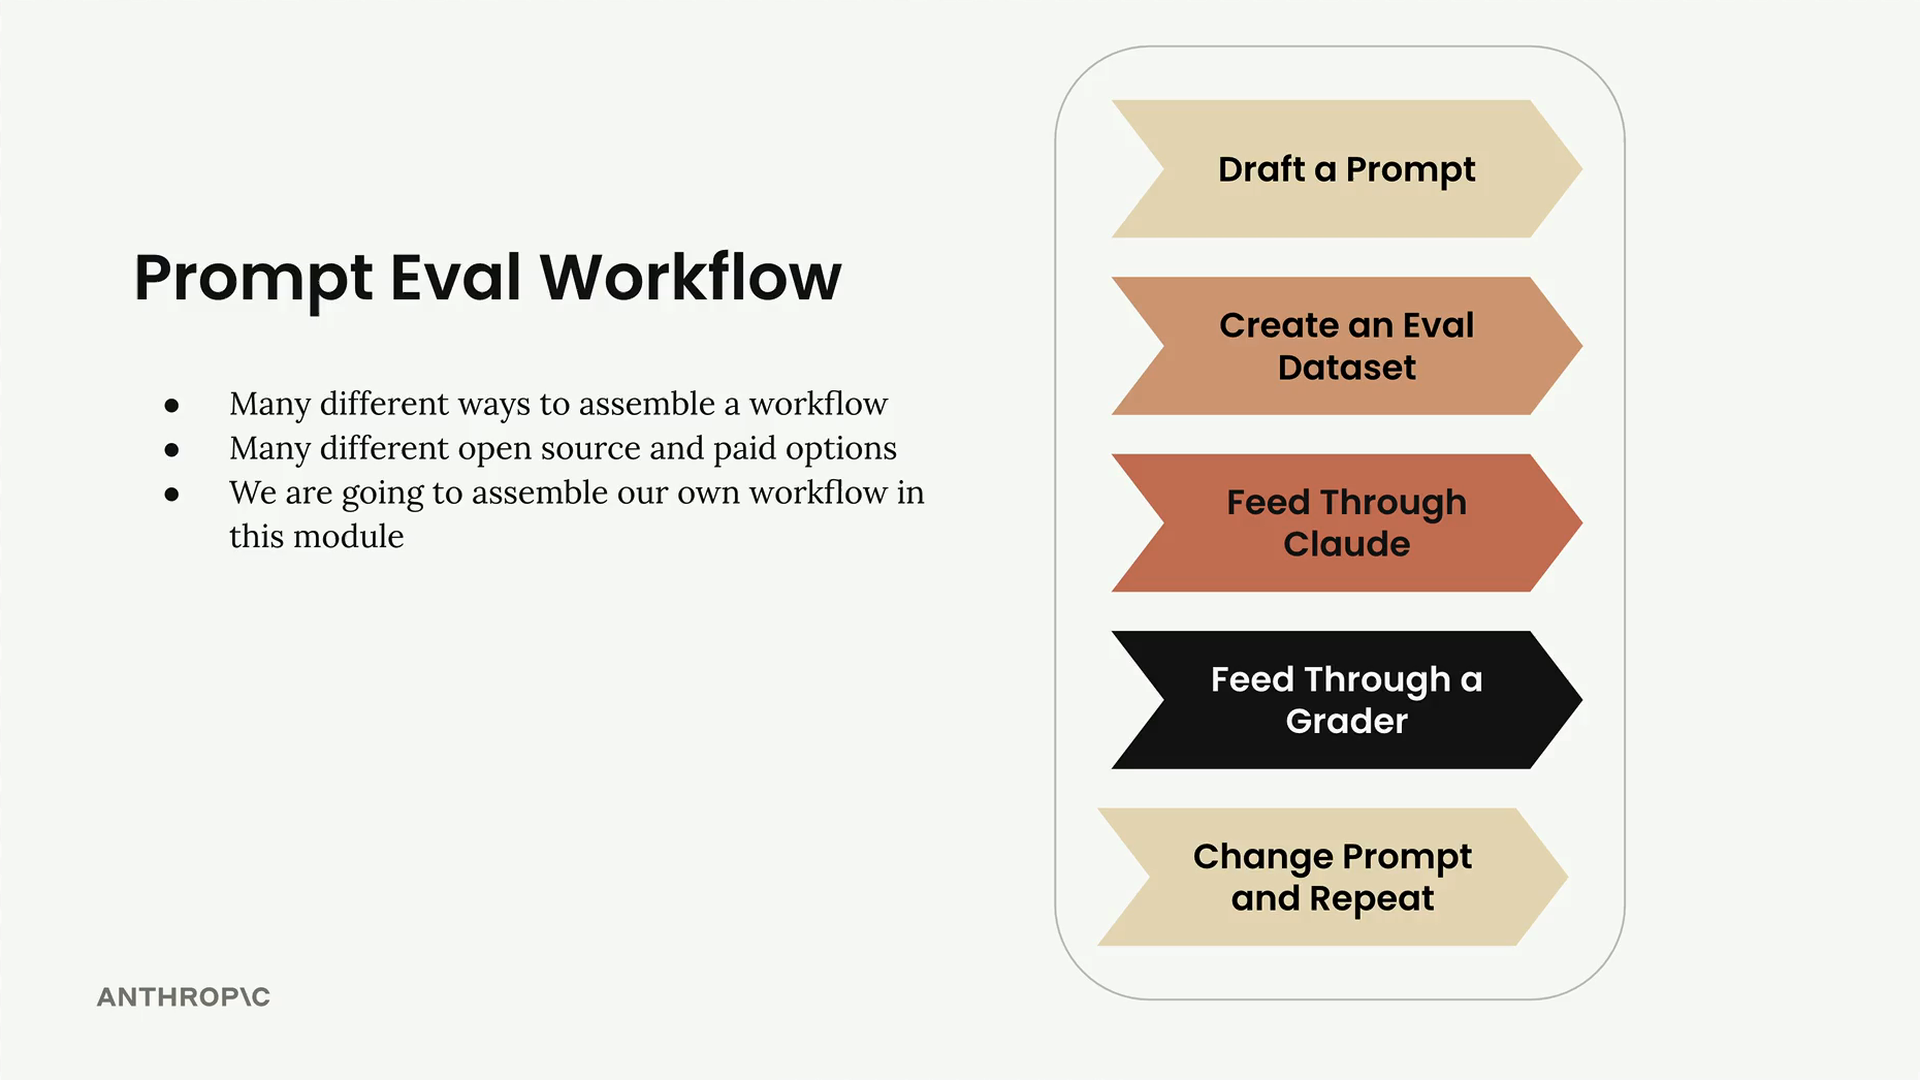 Prompt Eval Workflow
● Many different ways to assemble a workflow
● Many different open source and paid options
● We are going to assemble our own workflow in
this module
Draft a Prompt
Create an Eval
Dataset
Feed Through
Claude
Feed Through a
Grader
Change Prompt
and Repeat
ANTHROP\C